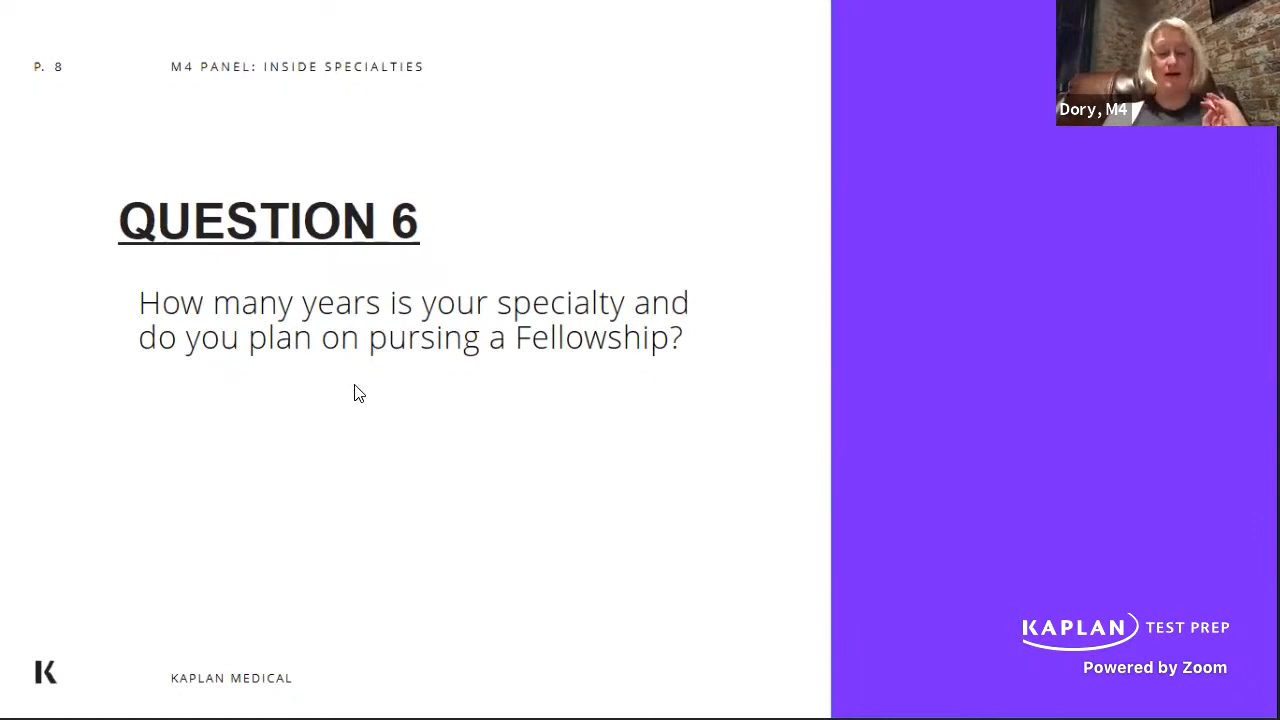 P. 8
M4 PANEL: INSIDE SPECIALTIES
Dory, M4
QUESTION 6
How many years is your specialty and
do you plan on pursing a Fellowship?
KAPLAN TEST PREP
Powered by Zoom
K
KAPLAN MEDICAL